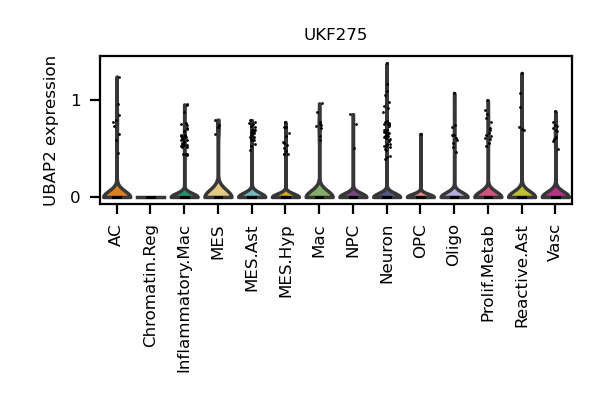 UKF275
UBAP2 expression
1
0
AC
Chromatin.Reg
Inflammatory.Mac
MES
MES.Ast
MES.Hyp
Mac
NPC
Neuron
OPC
Oligo
Prolif.Metab
Reactive.Ast
Vasc